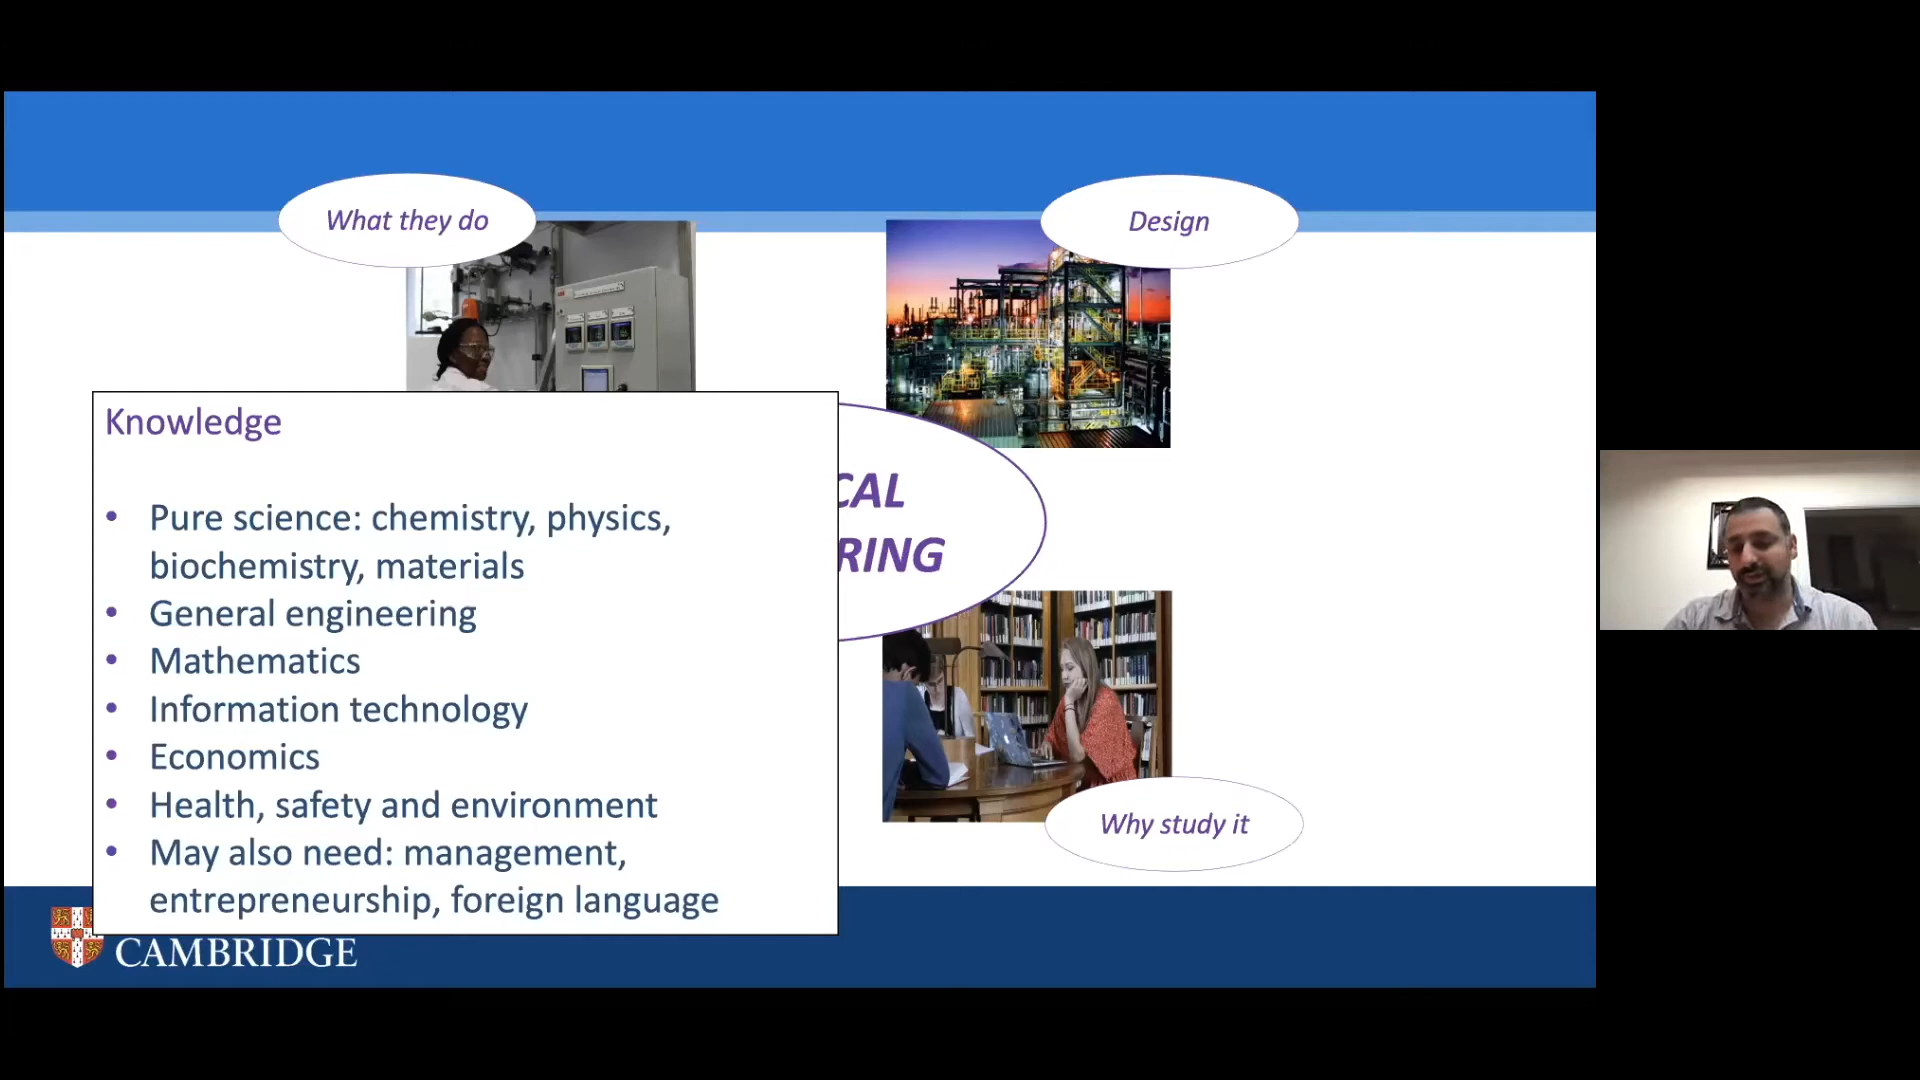 What they do
Design
Knowledge
• Pure science: chemistry, physics,
biochemistry, materials
• General engineering
• Mathematics
• Information technology
• Economics
• Health, safety and environment
• May also need: management,
entrepreneurship, foreign language
CAL
RING
Why study it
CAMBRIDGE